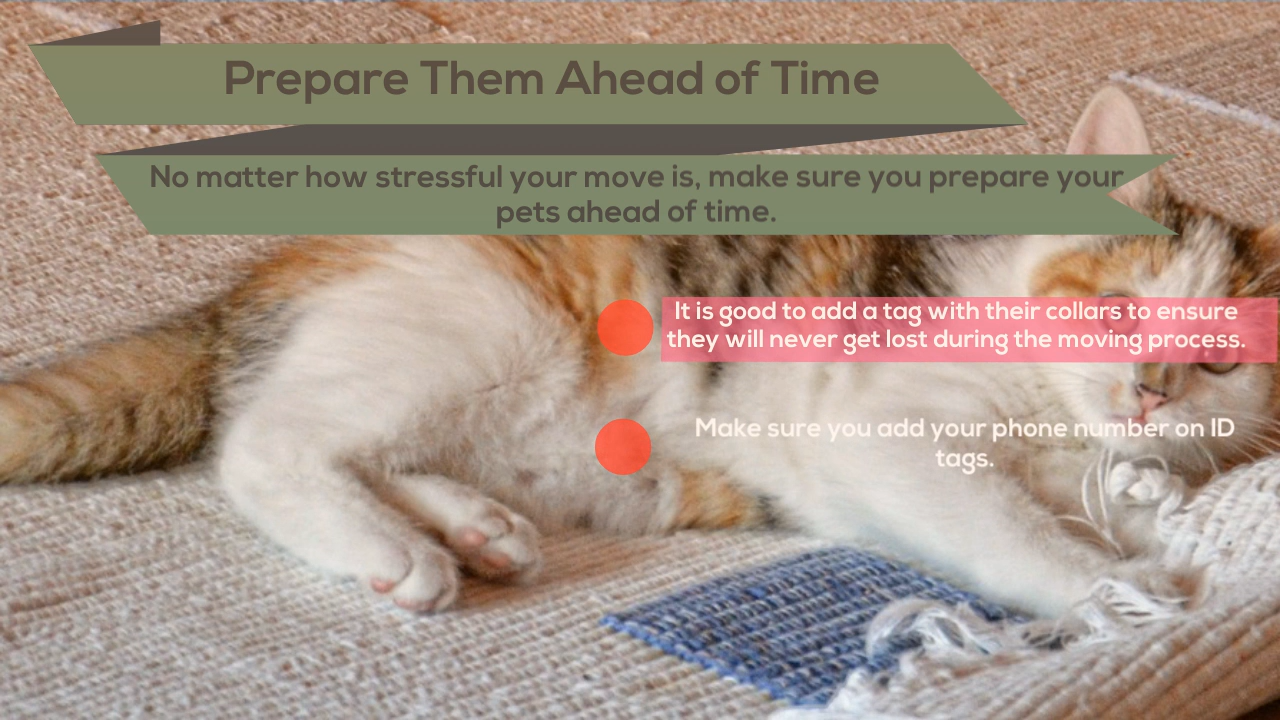 Prepare Them Ahead of Time
No matter how stressful your move is, make sure you prepare your
pets ahead of time.
It is good to add a tag with their collars to ensure
they will never get lost during the moving process.
Make sure you add your phone number on ID
tags.